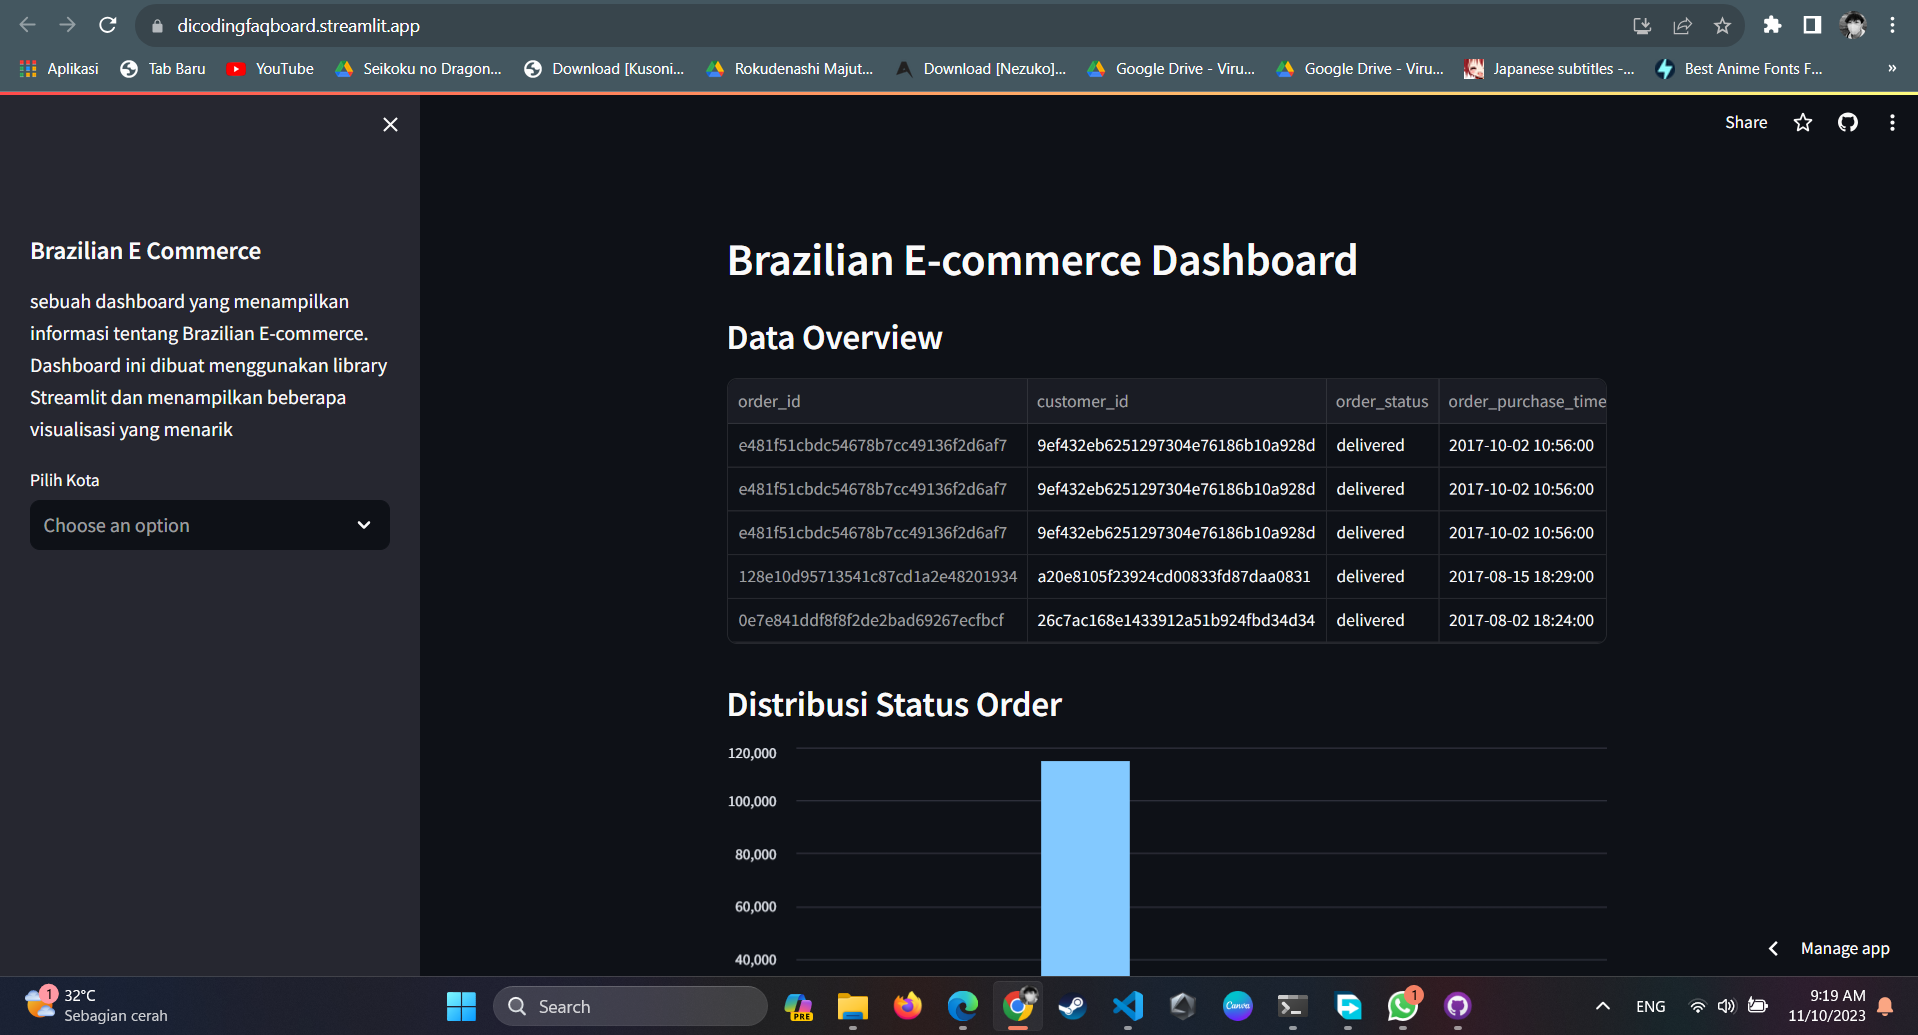 dicodingfaqboard.streamlit.app
Aplikasi Tab Baru YouTube Seikoku no Dragon... Download [Kusoni... Rokudenashi Majut... Download [Nezuko]... Google Drive - Viru... Google Drive - Viru... Japanese subtitles -... Best Anime Fonts F... »
Share
Brazilian E Commerce
sebuah dashboard yang menampilkan
informasi tentang Brazilian E-commerce.
Dashboard ini dibuat menggunakan library
Streamlit dan menampilkan beberapa
visualisasi yang menarik
Pilih Kota
Choose an option
Brazilian E-commerce Dashboard
Data Overview
order_id customer_id order_status order_purchase_time
e481f51cbdc54678b7cc49136f2d6af7 9ef432eb6251297304e76186b10a928d delivered 2017-10-02 10:56:00
e481f51cbdc54678b7cc49136f2d6af7 9ef432eb6251297304e76186b10a928d delivered 2017-10-02 10:56:00
e481f51cbdc54678b7cc49136f2d6af7 9ef432eb6251297304e76186b10a928d delivered 2017-10-02 10:56:00
128e10d95713541c87cd1a2e48201934 a20e8105f23924cd00833fd87daa0831 delivered 2017-08-15 18:29:00
0e7e841ddf8f8f2de2bad69267ecfbcf 26c7ac168e1433912a51b924fbd34d34 delivered 2017-08-02 18:24:00
Distribusi Status Order
120,000
100,000
80,000
60,000
40,000
Manage app
1 32°C
Sebagian cerah
Search
PRE
Canva
1
ENG
9:19 AM
11/10/2023